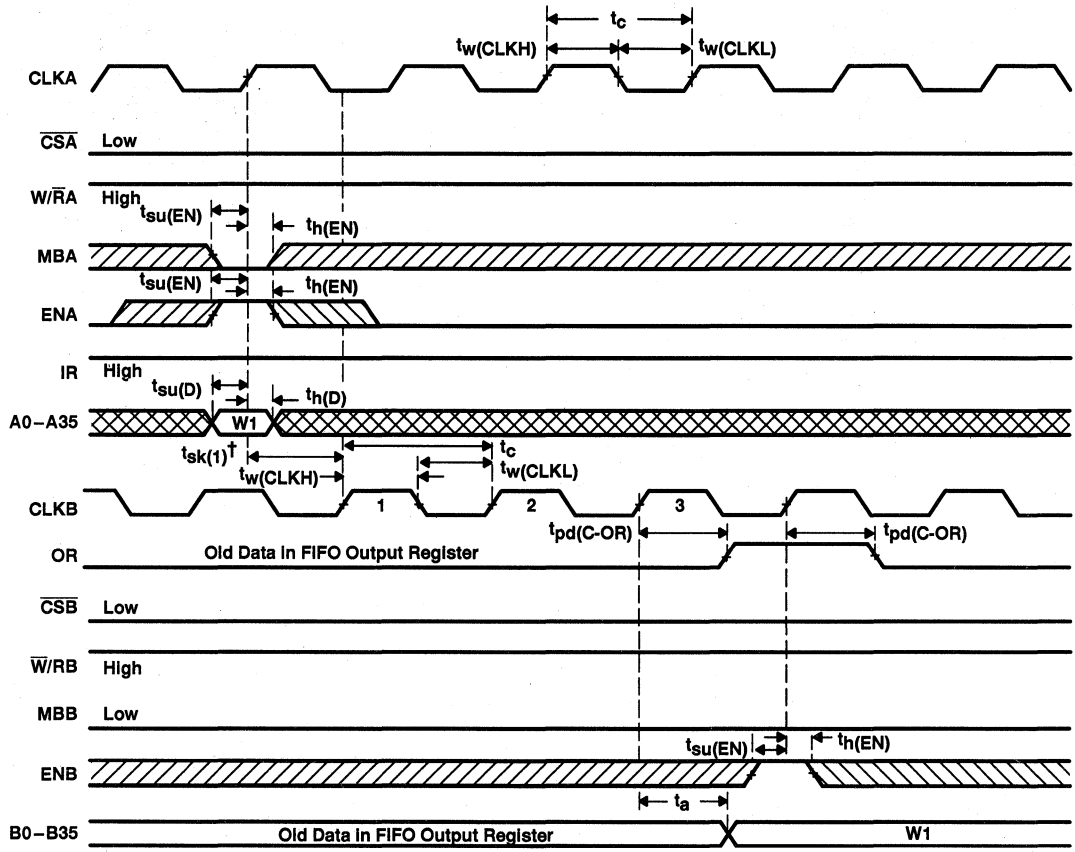 t_c
t_w(CLKH) t_w(CLKL)
CLKA
C̅S̅A̅ Low
W/R̅A High
t_su(EN) t_h(EN)
MBA
t_su(EN) t_h(EN)
ENA
IR High
t_su(D) t_h(D)
A0–A35 W1
t_sk(1)† t_c
t_w(CLKH) t_w(CLKL)
CLKB 1 2 3
t_pd(C-OR) t_pd(C-OR)
OR Old Data in FIFO Output Register
C̅S̅B̅ Low
W̅/RB High
MBB Low
t_su(EN) t_h(EN)
ENB
t_a
B0–B35 Old Data in FIFO Output Register W1